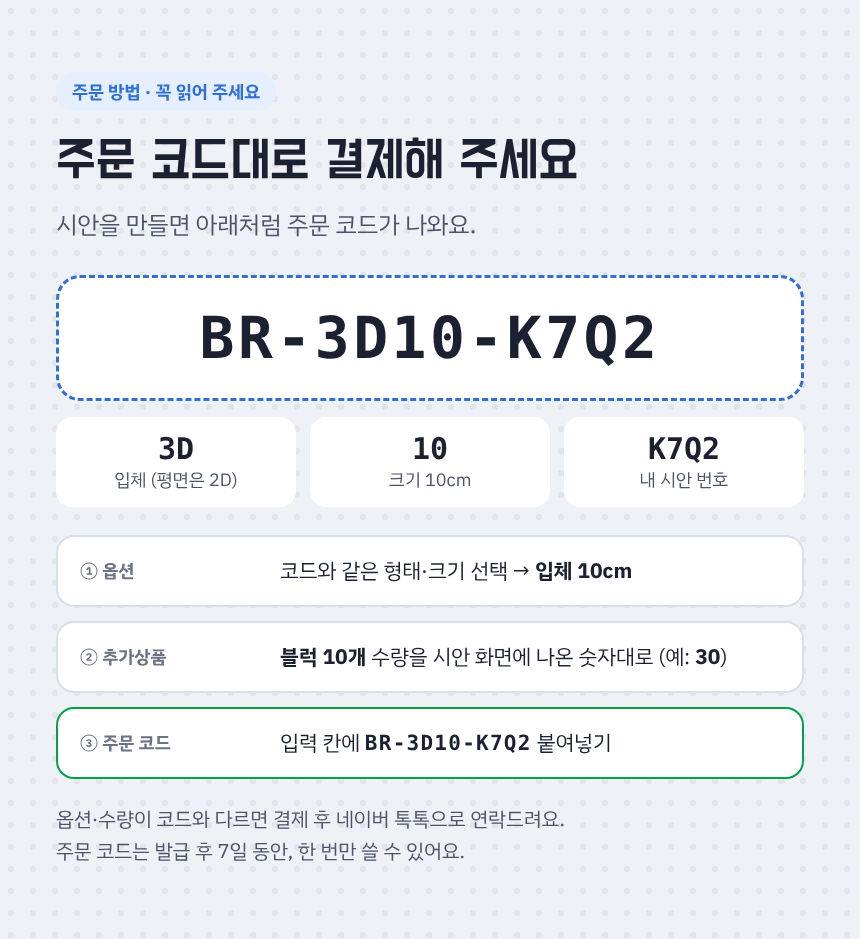 주문 방법 · 꼭 읽어 주세요
주문 코드대로 결제해 주세요
시안을 만들면 아래처럼 주문 코드가 나와요.
BR-3D10-K7Q2
3D
입체 (평면은 2D)
10
크기 10cm
K7Q2
내 시안 번호
① 옵션
코드와 같은 형태·크기 선택 → 입체 10cm
② 추가상품
블럭 10개 수량을 시안 화면에 나온 숫자대로 (예: 30)
③ 주문 코드
입력 칸에 BR-3D10-K7Q2 붙여넣기
옵션·수량이 코드와 다르면 결제 후 네이버 톡톡으로 연락드려요.
주문 코드는 발급 후 7일 동안, 한 번만 쓸 수 있어요.